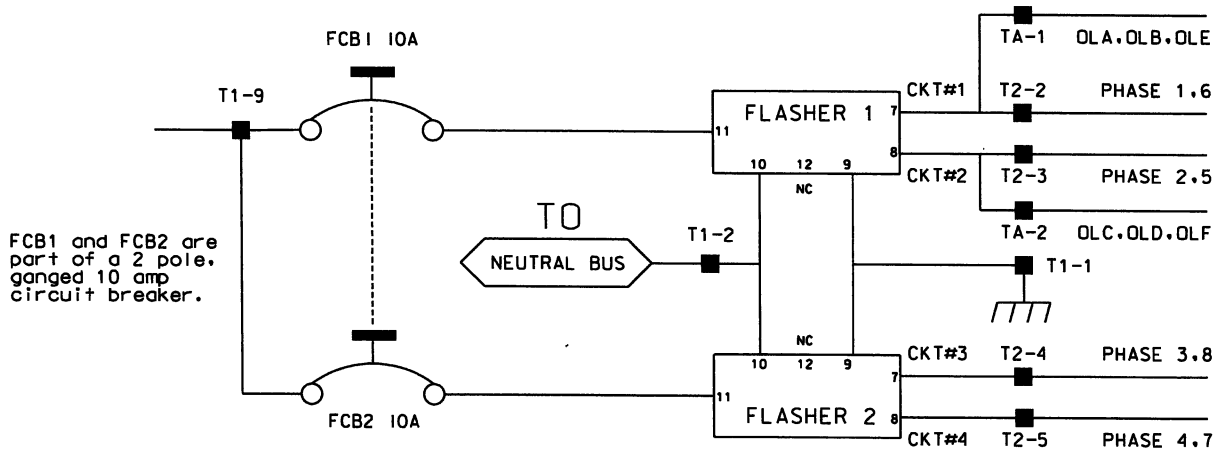 FCB1 10A
T1-9
FCB1 and FCB2 are
part of a 2 pole,
ganged 10 amp
circuit breaker.
FCB2 10A
TO
NEUTRAL BUS
T1-2
FLASHER 1
11
7
8
10 12 9
NC
CKT#1
CKT#2
TA-1 OLA.OLB.OLE
T2-2 PHASE 1.6
T2-3 PHASE 2.5
TA-2 OLC.OLD.OLF
T1-1
NC
10 12 9
11
7
8
FLASHER 2
CKT#3 T2-4 PHASE 3.8
CKT#4 T2-5 PHASE 4.7